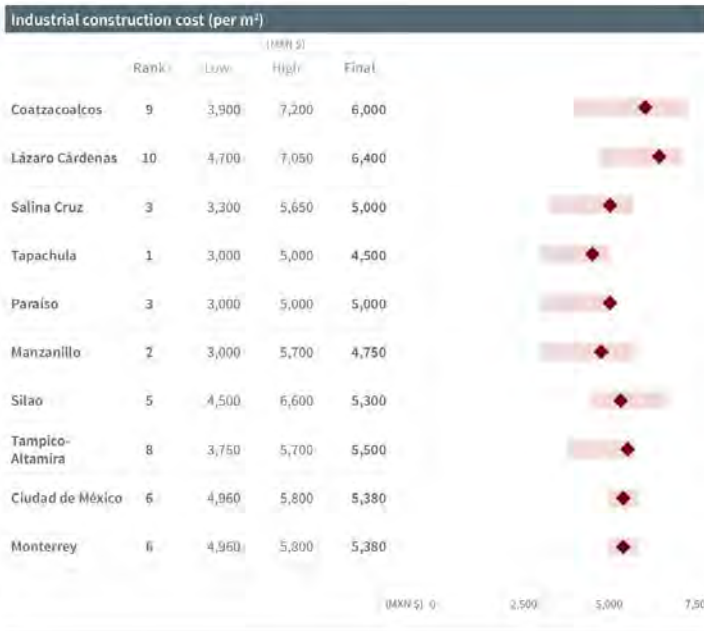 Industrial construction cost (per m²)
(MXN $)
Rank Low High Final
Coatzacoalcos 9 3,900 7,200 6,000
Lázaro Cárdenas 10 4,700 7,050 6,400
Salina Cruz 3 3,300 5,650 5,000
Tapachula 1 3,000 5,000 4,500
Paraíso 3 3,000 5,000 5,000
Manzanillo 2 3,000 5,700 4,750
Silao 5 4,500 6,600 5,300
Tampico-
Altamira 8 3,750 5,700 5,500
Ciudad de México 6 4,960 5,800 5,380
Monterrey 6 4,960 5,800 5,380
(MXN $) 0 2,500 5,000 7,50